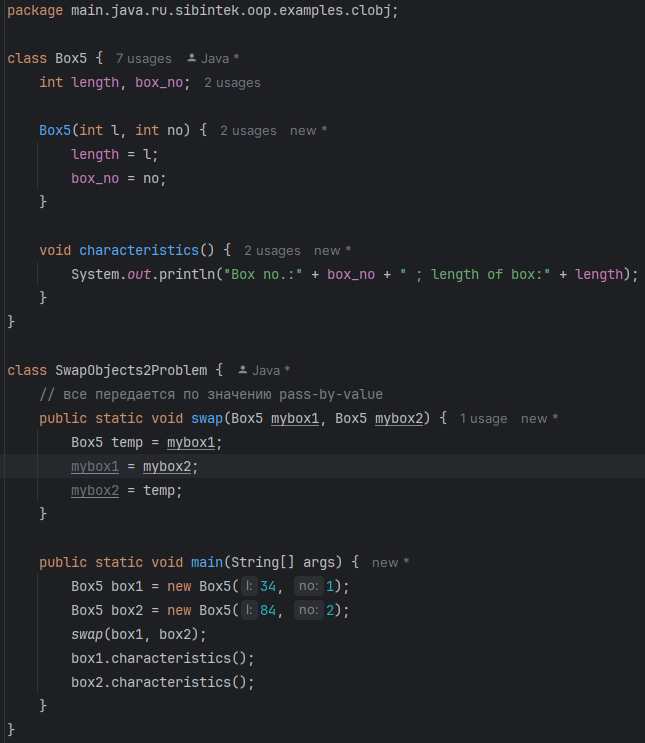 package main.java.ru.sibintek.oop.examples.clobj;
class Box5 { 7 usages Java *
int length, box_no; 2 usages
Box5(int l, int no) { 2 usages new *
length = l;
box_no = no;
}
void characteristics() { 2 usages new *
System.out.println("Box no.:" + box_no + " ; length of box:" + length);
}
}
class SwapObjects2Problem { Java *
// все передается по значению pass-by-value
public static void swap(Box5 mybox1, Box5 mybox2) { 1 usage new *
Box5 temp = mybox1;
mybox1 = mybox2;
mybox2 = temp;
}
public static void main(String[] args) { new *
Box5 box1 = new Box5( l: 34, no: 1);
Box5 box2 = new Box5( l: 84, no: 2);
swap(box1, box2);
box1.characteristics();
box2.characteristics();
}
}